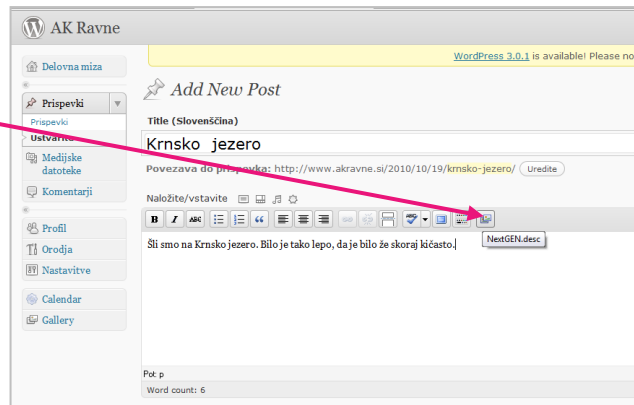 AK Ravne
WordPress 3.0.1 is available! Please no
Delovna miza
Prispevki
Prispevki
Medijske
datoteke
Komentarji
Profil
Orodja
Nastavitve
Calendar
Gallery
Add New Post
Title (Slovenščina)
Krnsko jezero
Povezava do prispevka: http://www.akravne.si/2010/10/19/krnsko-jezero/ Uredite
Naložite/vstavite
B I ABC
NextGEN.desc
Šli smo na Krnsko jezero. Bilo je tako lepo, da je bilo že skoraj kičasto.
Pot p
Word count: 6